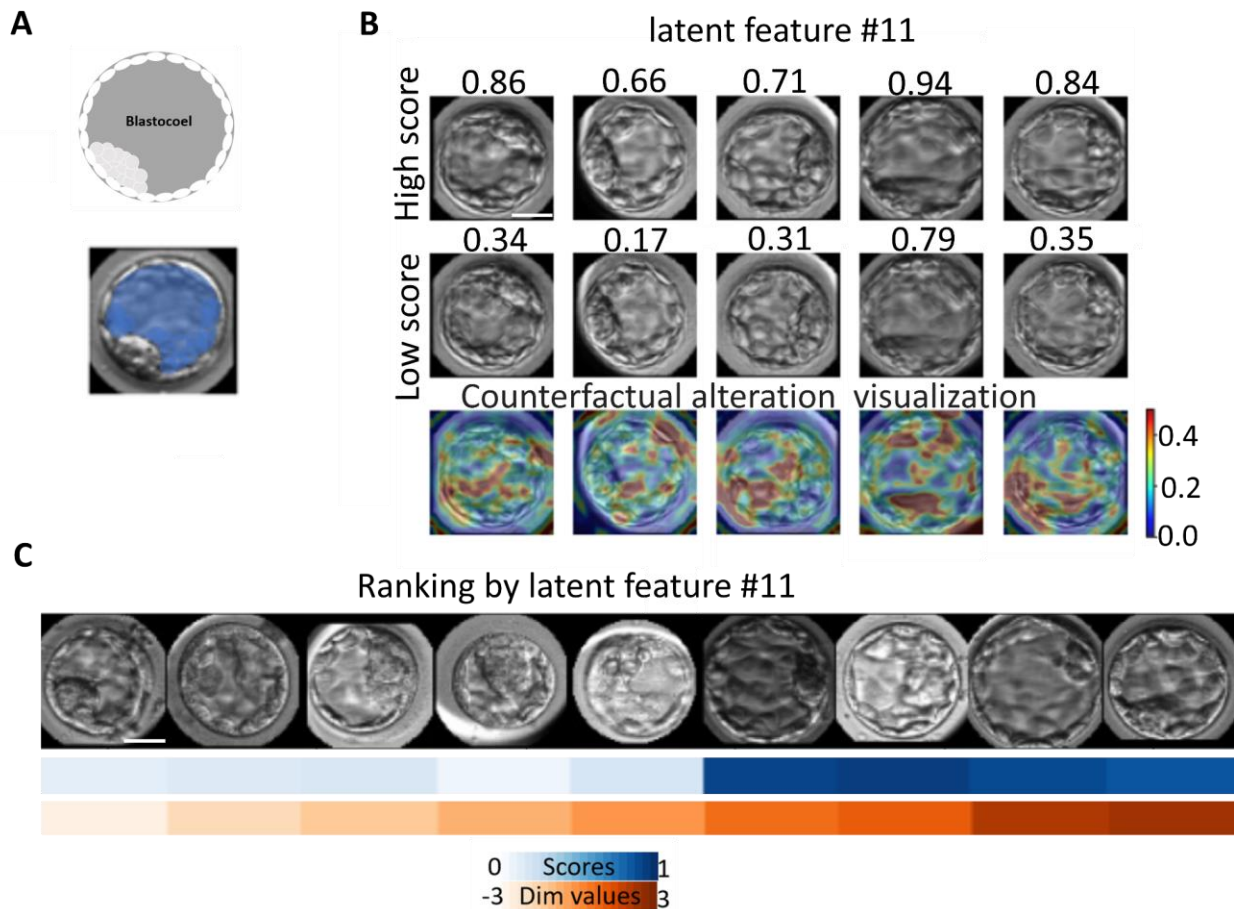 A
Blastocoel
B
latent feature #11
High score
0.86 0.66 0.71 0.94 0.84
Low score
0.34 0.17 0.31 0.79 0.35
Counterfactual alteration visualization
0.4
0.2
0.0
C
Ranking by latent feature #11
0 Scores 1
-3 Dim values 3